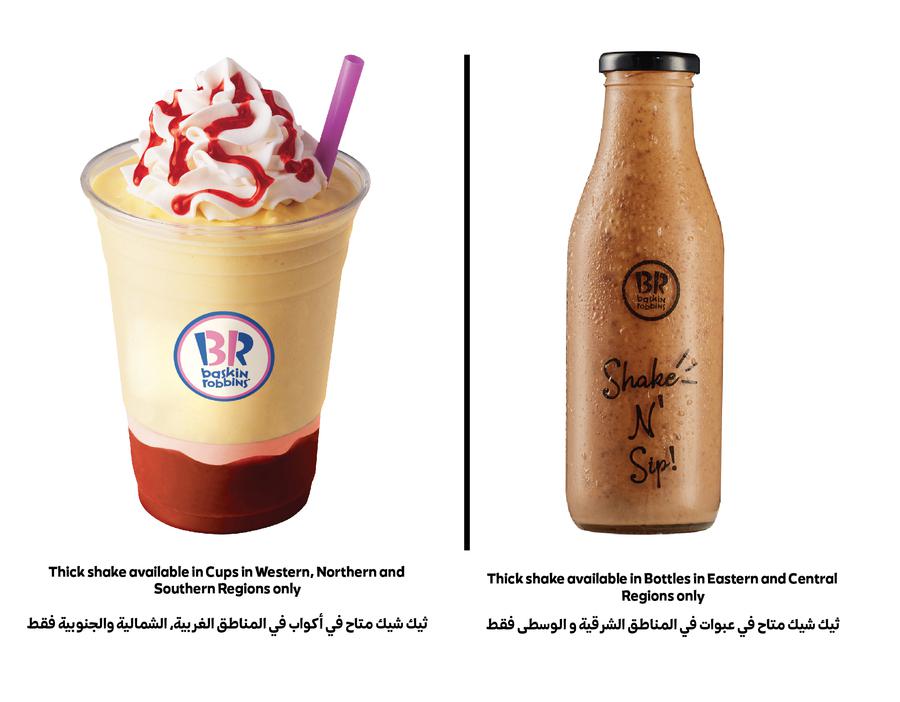 BR
baskin
robbins
Thick shake available in Cups in Western, Northern and
Southern Regions only
ثيك شيك متاح في أكواب في المناطق الغربية، الشمالية والجنوبية فقط
BR
baskin
robbins
Shake
N'
Sip!
Thick shake available in Bottles in Eastern and Central
Regions only
ثيك شيك متاح في عبوات في المناطق الشرقية و الوسطى فقط